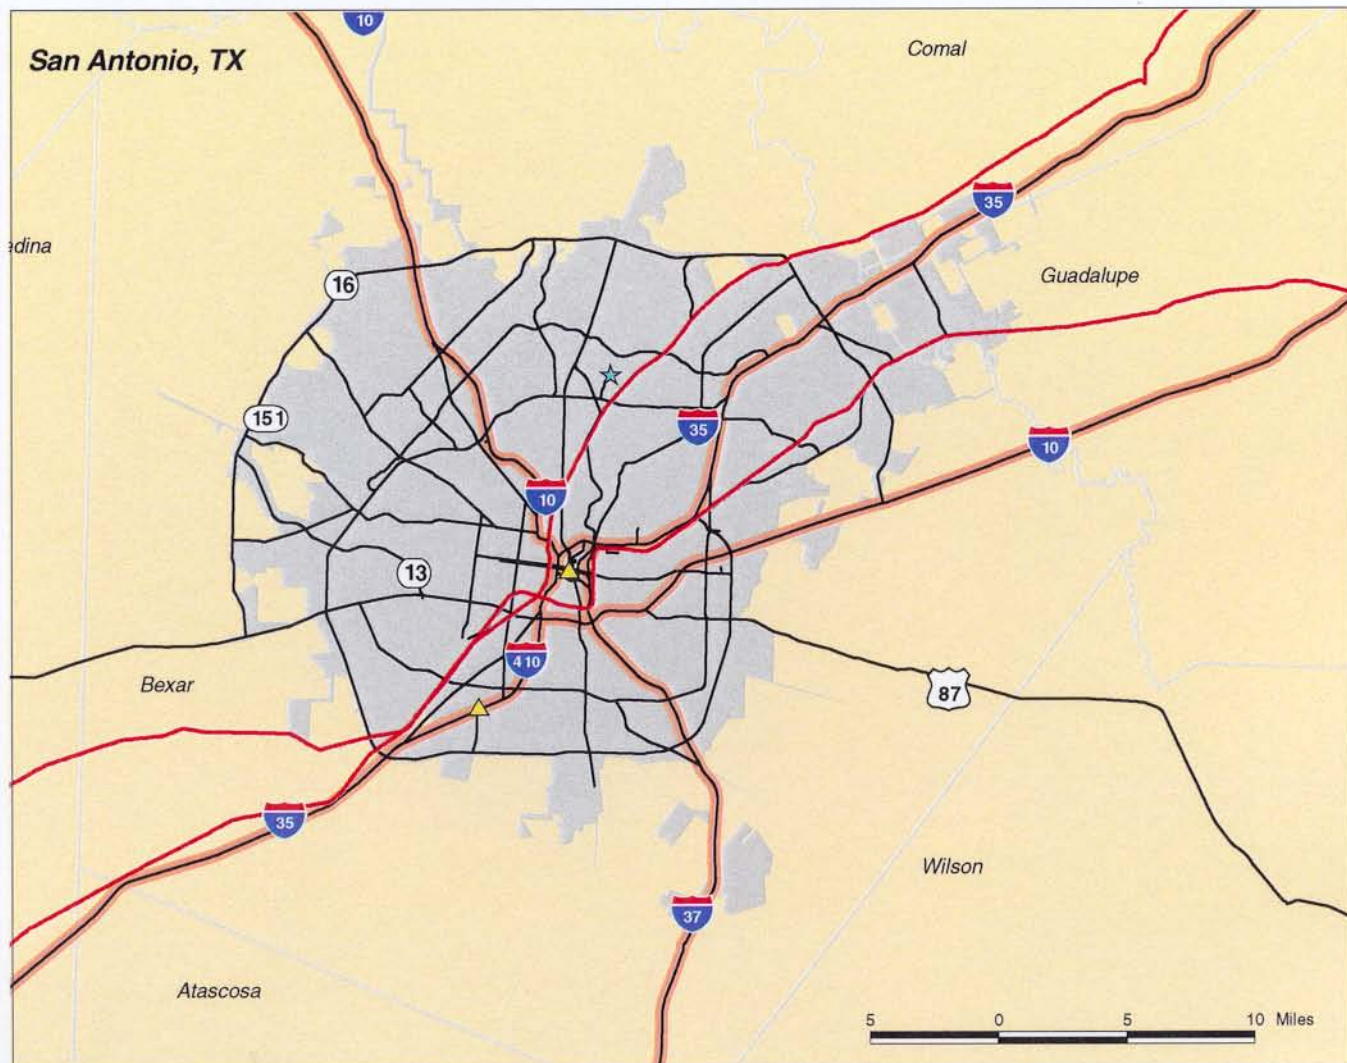 10
San Antonio, TX
Comal
35
edina
Guadalupe
16
151
35
10
10
13
410
Bexar
87
35
Wilson
37
Atascosa
5 0 5 10 Miles